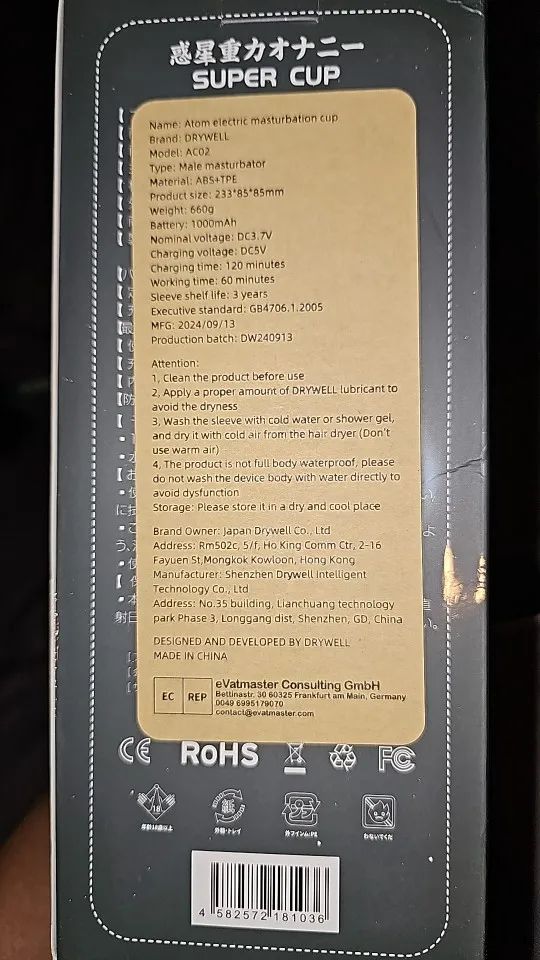 惑星重力オナニー
SUPER CUP
Name: Atom electric masturbation cup
Brand: DRYWELL
Model: AC02
Type: Male masturbator
Material: ABS+TPE
Product size: 233*85*85mm
Weight: 660g
Battery: 1000mAh
Nominal voltage: DC3.7V
Charging voltage: DC5V
Charging time: 120 minutes
Working time: 60 minutes
Sleeve shelf life: 3 years
Executive standard: GB4706.1.2005
MFG: 2024/09/13
Production batch: DW240913
Attention:
1, Clean the product before use
2, Apply a proper amount of DRYWELL lubricant to
avoid the dryness
3, Wash the sleeve with cold water or shower gel,
and dry it with cold air from the hair dryer (Don't
use warm air)
4, The product is not full body waterproof, please
do not wash the device body with water directly to
avoid dysfunction
Storage: Please store it in a dry and cool place
Brand Owner: Japan Drywell Co., Ltd
Address: Rm502c, 5/f, Ho King Comm Ctr, 2-16
Fayuen St,Mongkok Kowloon, Hong Kong
Manufacturer: Shenzhen Drywell Intelligent
Technology Co., Ltd
Address: No.35 building, Lianchuang technology
park Phase 3, Longgang dist, Shenzhen, GD, China
DESIGNED AND DEVELOPED BY DRYWELL
MADE IN CHINA
EC REP
eVatmaster Consulting GmbH
Bettinastr. 30 60325 Frankfurt am Main, Germany
0049 6995179070
contact@evatmaster.com
CE RoHS FC
18 紙 プラ
外箱・トレイ
4 582572 181036